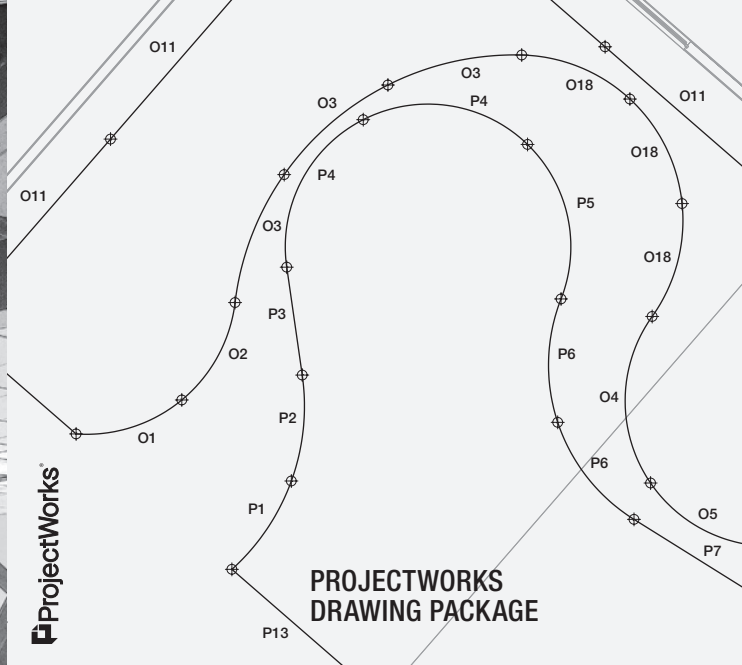 O11
O3
O3
O18
O11
P4
O18
P4
O11
P5
O3
O18
P3
O2
P6
O4
P2
O1
P6
P1
O5
P7
ProjectWorks®
PROJECTWORKS
DRAWING PACKAGE
P13